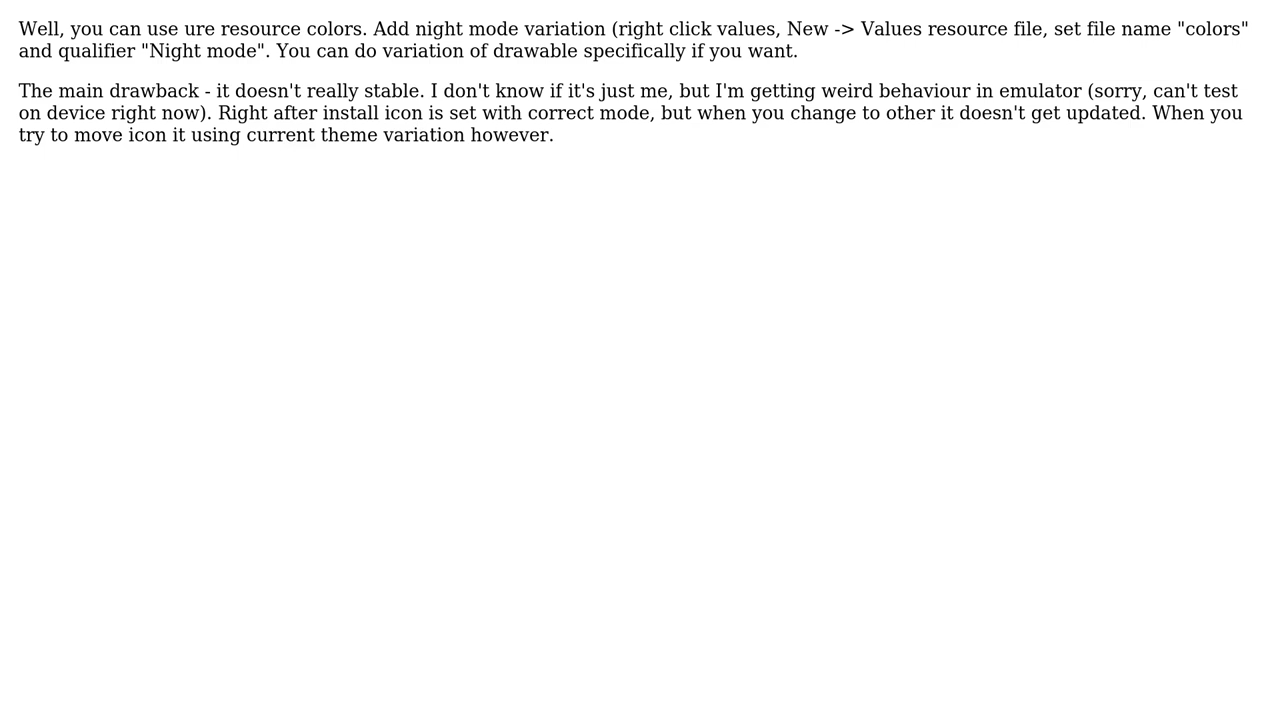 Well, you can use ure resource colors. Add night mode variation (right click values, New -> Values resource file, set file name "colors"
and qualifier "Night mode". You can do variation of drawable specifically if you want.
The main drawback - it doesn't really stable. I don't know if it's just me, but I'm getting weird behaviour in emulator (sorry, can't test
on device right now). Right after install icon is set with correct mode, but when you change to other it doesn't get updated. When you
try to move icon it using current theme variation however.